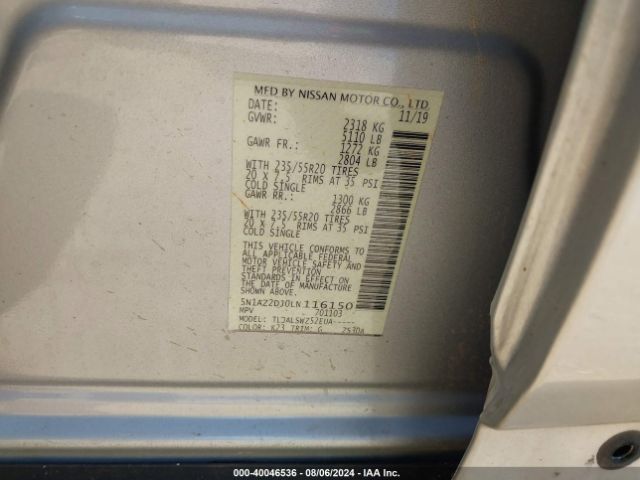 MFD BY NISSAN MOTOR CO., LTD.
DATE: 11/19
GVWR: 2318 KG
5110 LB
GAWR FR.: 1272 KG
2804 LB
WITH 235/55R20 TIRES
20 X 7.5 RIMS AT 35 PSI
COLD SINGLE
GAWR RR.: 1300 KG
2866 LB
WITH 235/55R20 TIRES
20 X 7.5 RIMS AT 35 PSI
COLD SINGLE
THIS VEHICLE CONFORMS TO
ALL APPLICABLE FEDERAL
MOTOR VEHICLE SAFETY AND
THEFT PREVENTION
STANDARDS IN EFFECT ON
THE DATE OF MANUFACTURE
SHOWN ABOVE.
5N1AZ2DJ0LN116150
MPV 701103
MODEL: TLJALSWZ52EUA-----
COLOR: K23 TRIM: G 2530A
000-40046536 - 08/06/2024 - IAA Inc.